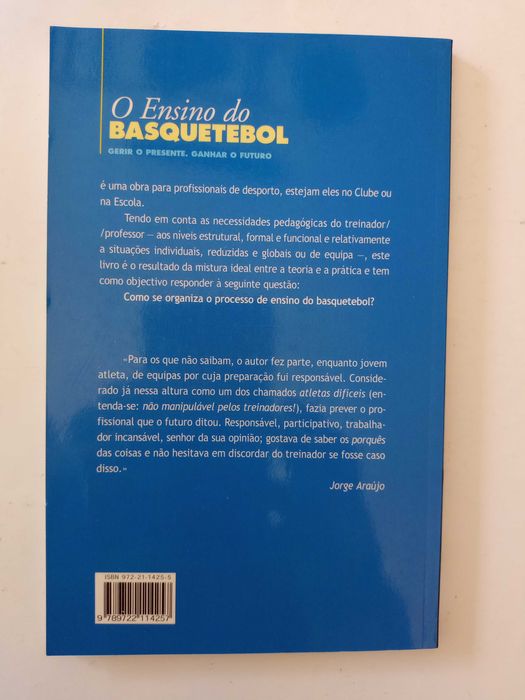 O Ensino do
BASQUETEBOL
GERIR O PRESENTE. GANHAR O FUTURO
é uma obra para profissionais de desporto, estejam eles no Clube ou
na Escola.
Tendo em conta as necessidades pedagógicas do treinador/
/professor — aos níveis estrutural, formal e funcional e relativamente
a situações individuais, reduzidas e globais ou de equipa —, este
livro é o resultado da mistura ideal entre a teoria e a prática e tem
como objectivo responder à seguinte questão:
Como se organiza o processo de ensino do basquetebol?
«Para os que não saibam, o autor fez parte, enquanto jovem
atleta, de equipas por cuja preparação fui responsável. Conside-
rado já nessa altura como um dos chamados atletas difíceis (en-
tenda-se: não manipulável pelos treinadores!), fazia prever o pro-
fissional que o futuro ditou. Responsável, participativo, trabalha-
dor incansável, senhor da sua opinião; gostava de saber os porquês
das coisas e não hesitava em discordar do treinador se fosse caso
disso.»
Jorge Araújo
ISBN 972-21-1425-5
9 789722 114257